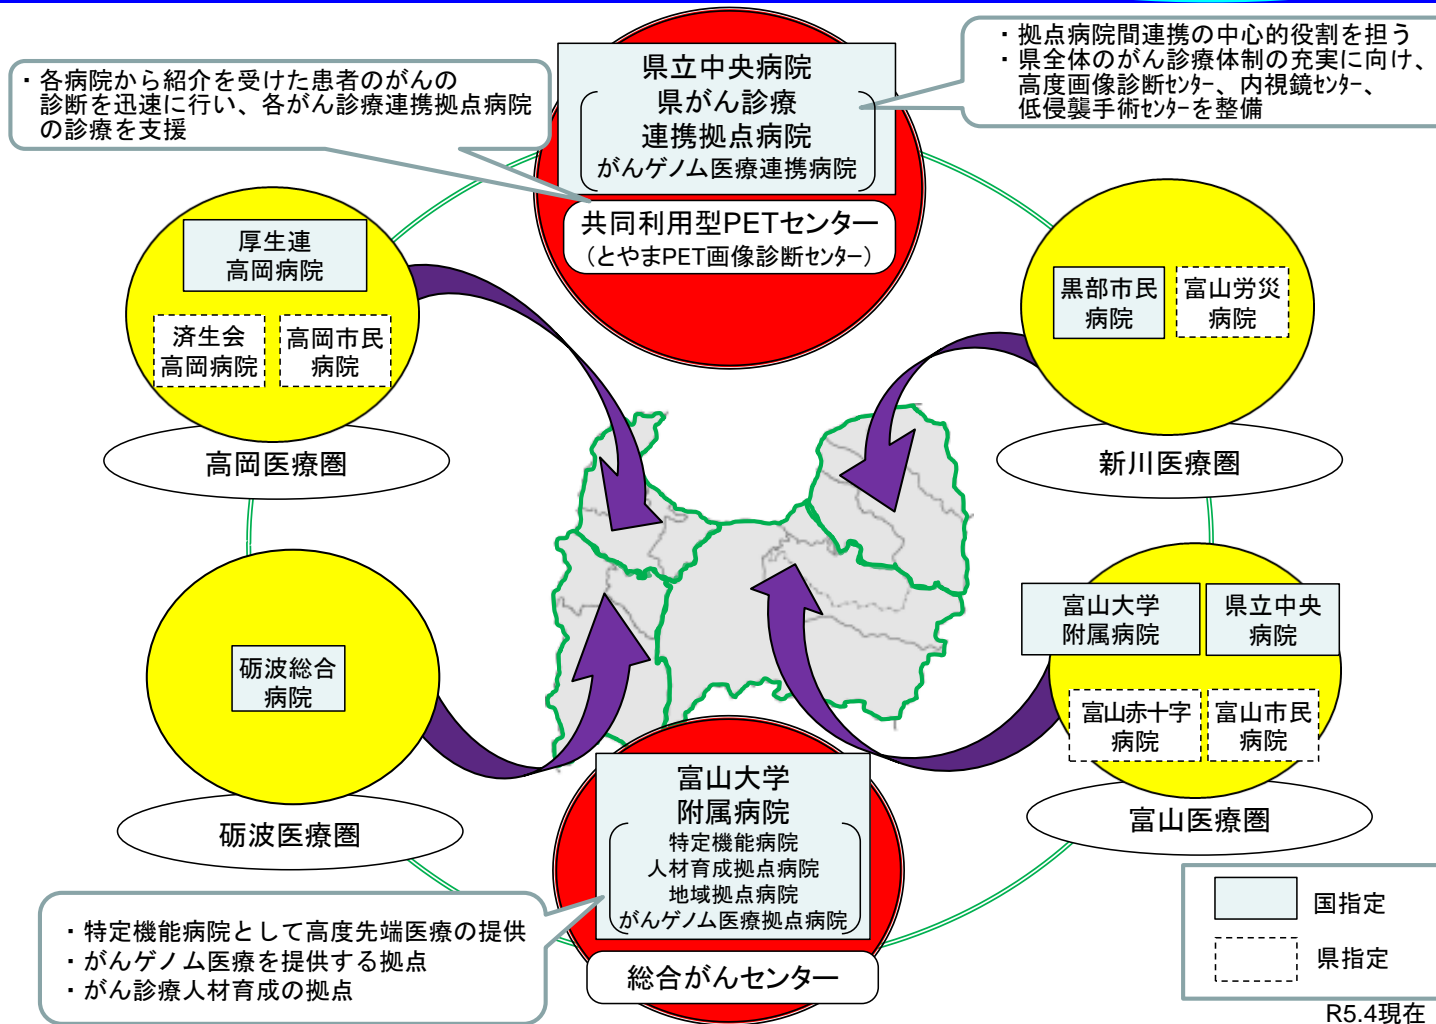 ・各病院から紹介を受けた患者のがんの
診断を迅速に行い、各がん診療連携拠点病院
の診療を支援
県立中央病院
県がん診療
連携拠点病院
がんゲノム医療連携病院
共同利用型PETセンター
（とやまPET画像診断ｾﾝﾀｰ）
・拠点病院間連携の中心的役割を担う
・県全体のがん診療体制の充実に向け、
高度画像診断ｾﾝﾀｰ、内視鏡ｾﾝﾀｰ、
低侵襲手術ｾﾝﾀｰを整備
厚生連
高岡病院
済生会
高岡病院
高岡市民
病院
高岡医療圏
黒部市民
病院
富山労災
病院
新川医療圏
砺波総合
病院
砺波医療圏
富山大学
附属病院
県立中央
病院
富山赤十字
病院
富山市民
病院
富山医療圏
富山大学
附属病院
特定機能病院
人材育成拠点病院
地域拠点病院
がんゲノム医療拠点病院
総合がんセンター
・特定機能病院として高度先端医療の提供
・がんゲノム医療を提供する拠点
・がん診療人材育成の拠点
国指定
県指定
R5.4現在